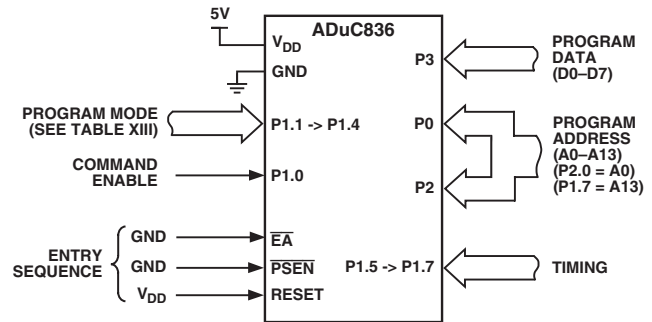 5V
ADuC836
VDD
GND
P3
PROGRAM
DATA
(D0–D7)
PROGRAM MODE
(SEE TABLE XIII)
P1.1 -> P1.4
P0
PROGRAM
ADDRESS
(A0–A13)
(P2.0 = A0)
(P1.7 = A13)
COMMAND
ENABLE
P1.0
P2
ENTRY
SEQUENCE
GND
EA
GND
PSEN
VDD
RESET
P1.5 -> P1.7
TIMING